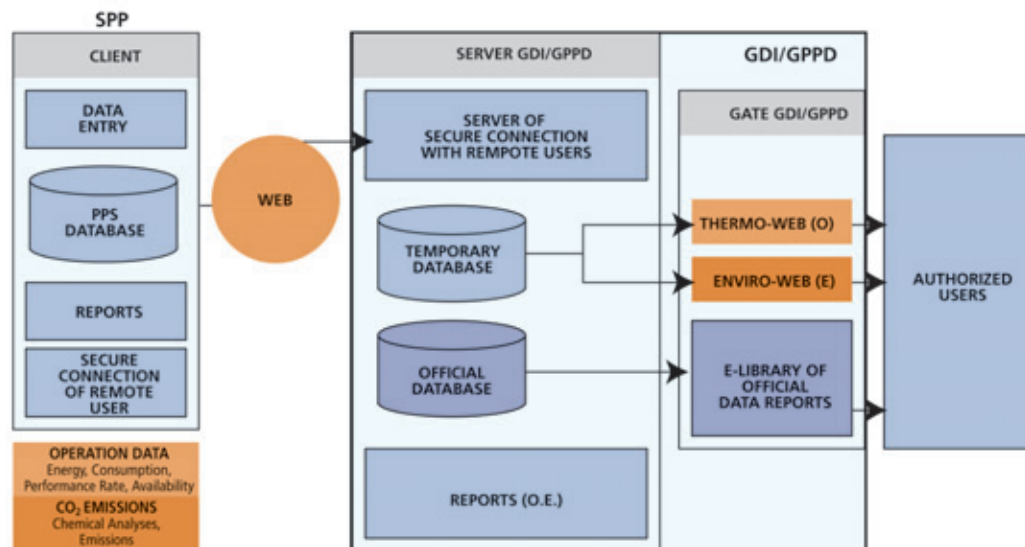 SPP
CLIENT
DATA
ENTRY
PPS
DATABASE
REPORTS
SECURE
CONNECTION
OF REMOTE
USER
OPERATION DATA
Energy, Consumption,
Performance Rate, Availability
CO₂ EMISSIONS
Chemical Analyses,
Emissions
WEB
SERVER GDI/GPPD
SERVER OF
SECURE CONNECTION
WITH REMPOTE USERS
TEMPORARY
DATABASE
OFFICIAL
DATABASE
REPORTS (O.E.)
GDI/GPPD
GATE GDI/GPPD
THERMO-WEB (O)
ENVIRO-WEB (E)
E-LIBRARY OF
OFFICIAL
DATA REPORTS
AUTHORIZED
USERS